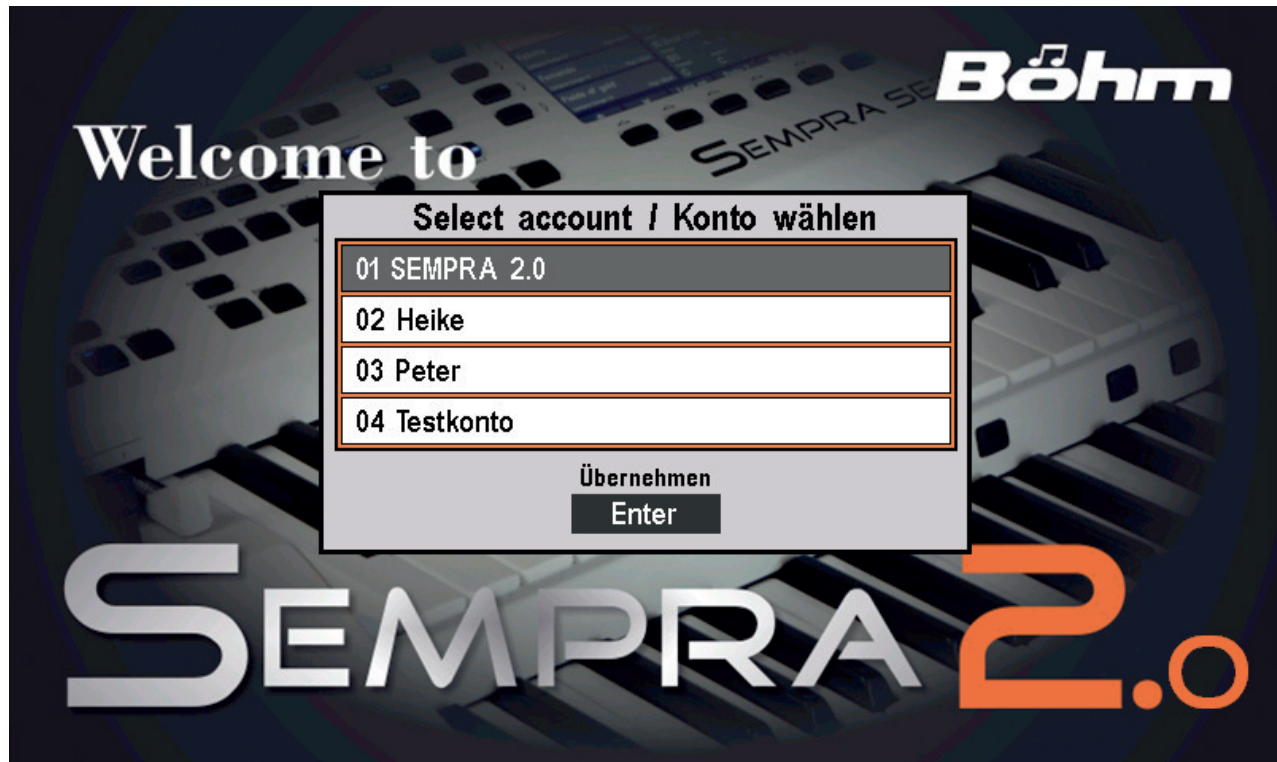 Böhm
SEMPRA SE
Welcome to
Select account / Konto wählen
01 SEMPRA 2.0
02 Heike
03 Peter
04 Testkonto
Übernehmen
Enter
SEMPRA 2.0